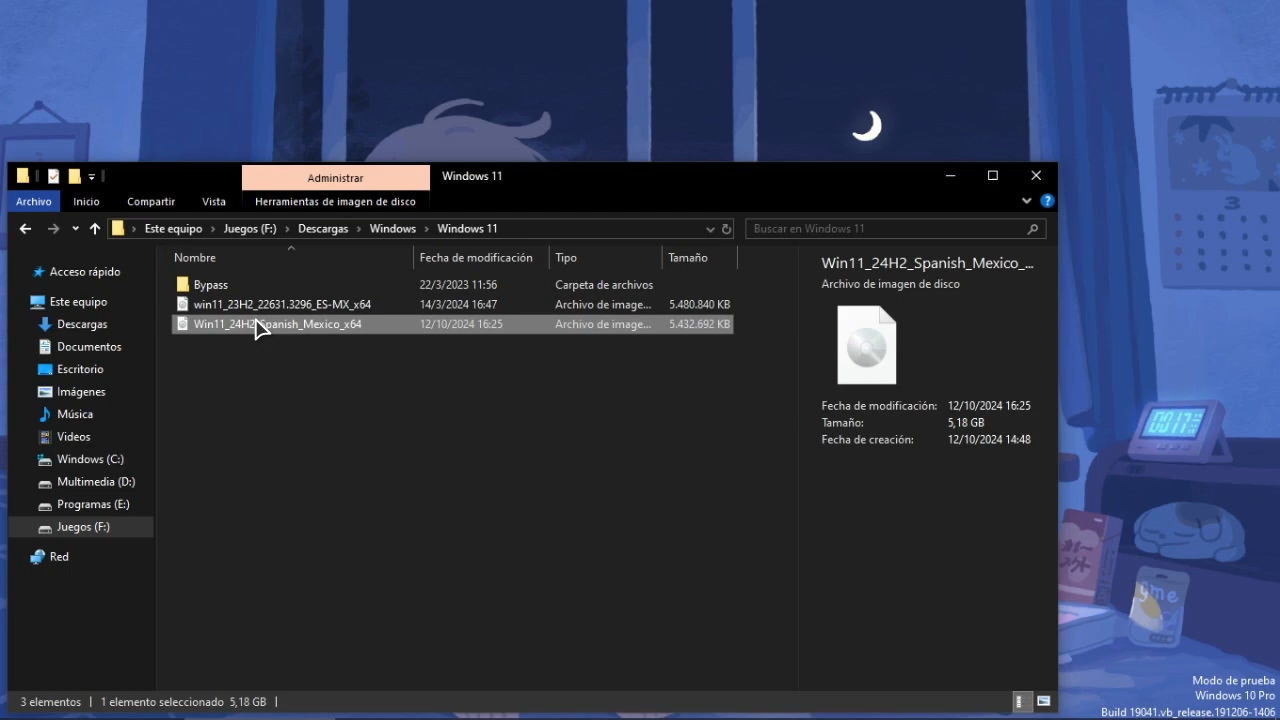 Administrar
Windows 11
Archivo
Inicio
Compartir
Vista
Herramientas de imagen de disco
Este equipo > Juegos (F:) > Descargas > Windows > Windows 11
Buscar en Windows 11
Nombre
Fecha de modificación
Tipo
Tamaño
Bypass
22/3/2023 11:56
Carpeta de archivos
win11_23H2_22631.3296_ES-MX_x64
14/3/2024 16:47
Archivo de image...
5.480.840 KB
Win11_24H2_Spanish_Mexico_x64
12/10/2024 16:25
Archivo de image...
5.432.692 KB
Acceso rápido
Este equipo
Descargas
Documentos
Escritorio
Imágenes
Música
Videos
Windows (C:)
Multimedia (D:)
Programas (E:)
Juegos (F:)
Red
Win11_24H2_Spanish_Mexico_...
Archivo de imagen de disco
Fecha de modificación: 12/10/2024 16:25
Tamaño: 5,18 GB
Fecha de creación: 12/10/2024 14:48
3 elementos
1 elemento seleccionado 5,18 GB
3
yme
Modo de prueba
Windows 10 Pro
Build 19041.vb_release.191206-1406